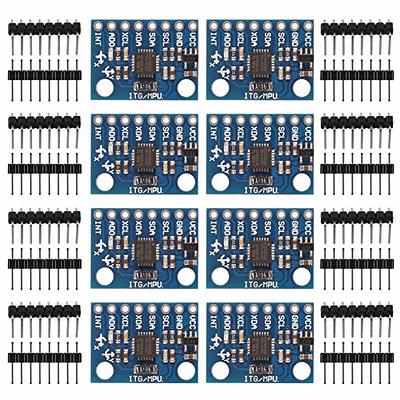 INT ADO XCL XDA SDA SCL GND VCC
ITG/MPU
INT ADO XCL XDA SDA SCL GND VCC
ITG/MPU
INT ADO XCL XDA SDA SCL GND VCC
ITG/MPU
INT ADO XCL XDA SDA SCL GND VCC
ITG/MPU
INT ADO XCL XDA SDA SCL GND VCC
ITG/MPU
INT ADO XCL XDA SDA SCL GND VCC
ITG/MPU
INT ADO XCL XDA SDA SCL GND VCC
ITG/MPU
INT ADO XCL XDA SDA SCL GND VCC
ITG/MPU